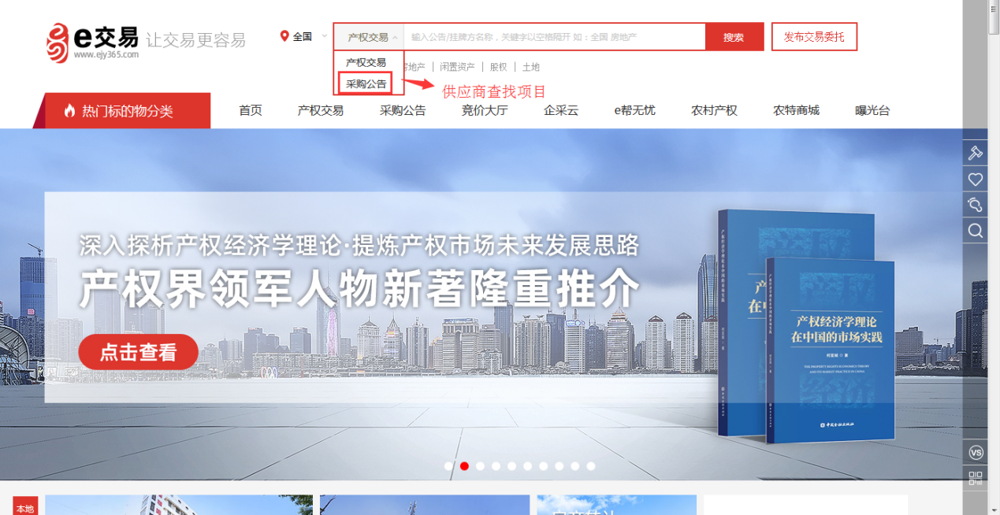 e交易 让交易更容易
www.ejy365.com
全国
产权交易 输入公告/挂牌方名称，关键字以空格隔开 如：全国 房地产 搜索 发布交易委托
产权交易
地产 | 闲置资产 | 股权 | 土地
采购公告
供应商查找项目
热门标的物分类 首页 产权交易 采购公告 竞价大厅 企采云 e帮无忧 农村产权 农特商城 曝光台
深入探析产权经济学理论·提炼产权市场未来发展思路
产权界领军人物新著隆重推介
点击查看
产权经济学理论
在中国的市场实践
THE PROPERTY RIGHTS ECONOMICS THEORY
AND ITS MARKET PRACTICE IN CHINA
中国金融出版社
VS
本地